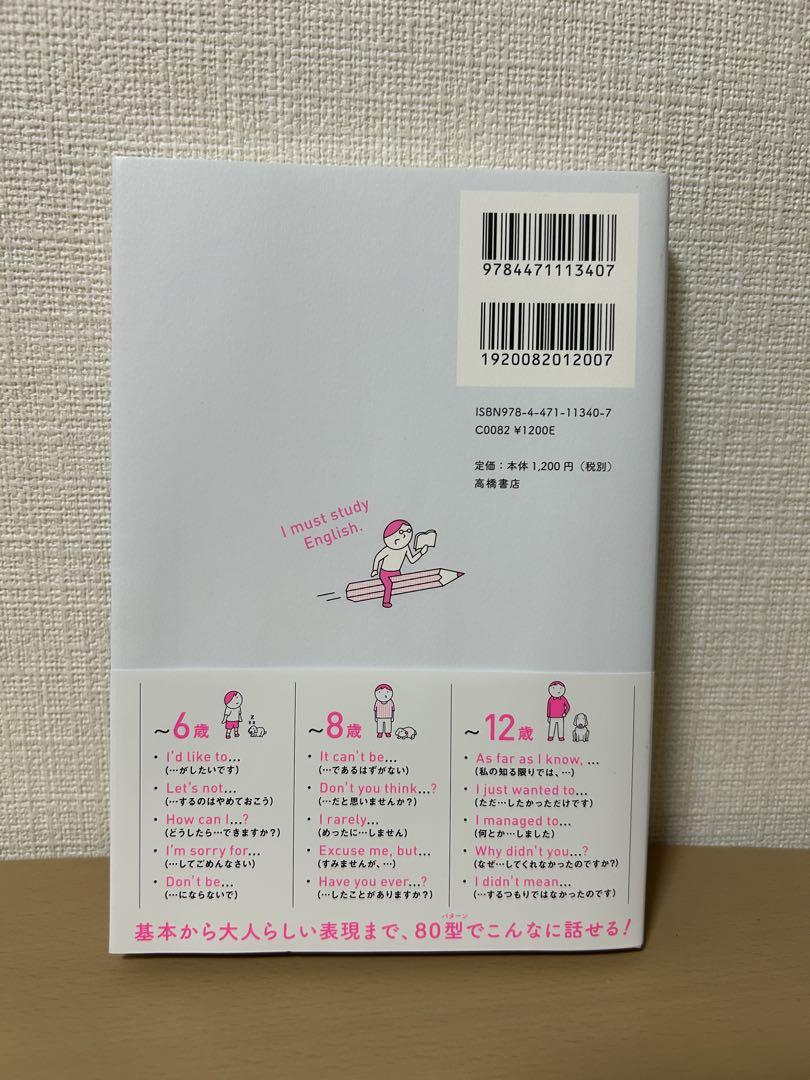 9784471113407
1920082012007
ISBN978-4-471-11340-7
C0082 ¥1200E
定価：本体1,200円（税別）
高橋書店
I must study
English.
～6歳
z
z z
・I'd like to...
(…がしたいです)
・Let's not...
(…するのはやめておこう)
・How can I...?
(どうしたら…できますか?)
・I'm sorry for...
(…してごめんなさい)
・Don't be...
(…にならないで)
～8歳
・It can't be...
(…であるはずがない)
・Don't you think...?
(…だと思いませんか?)
・I rarely...
(めったに…しません)
・Excuse me, but...
(すみませんが、…)
・Have you ever...?
(…したことがありますか?)
～12歳
・As far as I know, ...
(私の知る限りでは、…)
・I just wanted to...
(ただ…したかっただけです)
・I managed to...
(何とか…しました)
・Why didn't you...?
(なぜ…してくれなかったのですか?)
・I didn't mean...
(…するつもりではなかったのです)
パターン
基本から大人らしい表現まで、80型でこんなに話せる!